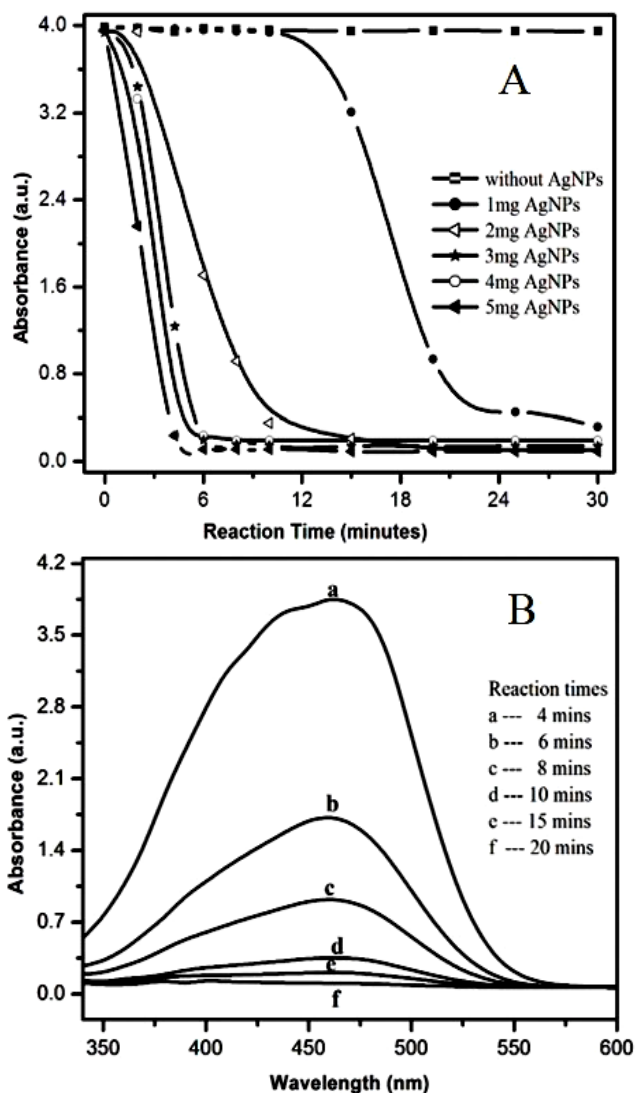 A
4.0
3.2
2.4
1.6
0.8
0.0
Absorbance (a.u.)
without AgNPs
1mg AgNPs
2mg AgNPs
3mg AgNPs
4mg AgNPs
5mg AgNPs
0 6 12 18 24 30
Reaction Time (minutes)
B
4.2
3.5
2.8
2.1
1.4
0.7
0.0
Absorbance (a.u.)
a
b
c
d
e
f
Reaction times
a --- 4 mins
b --- 6 mins
c --- 8 mins
d --- 10 mins
e --- 15 mins
f --- 20 mins
350 400 450 500 550 600
Wavelength (nm)